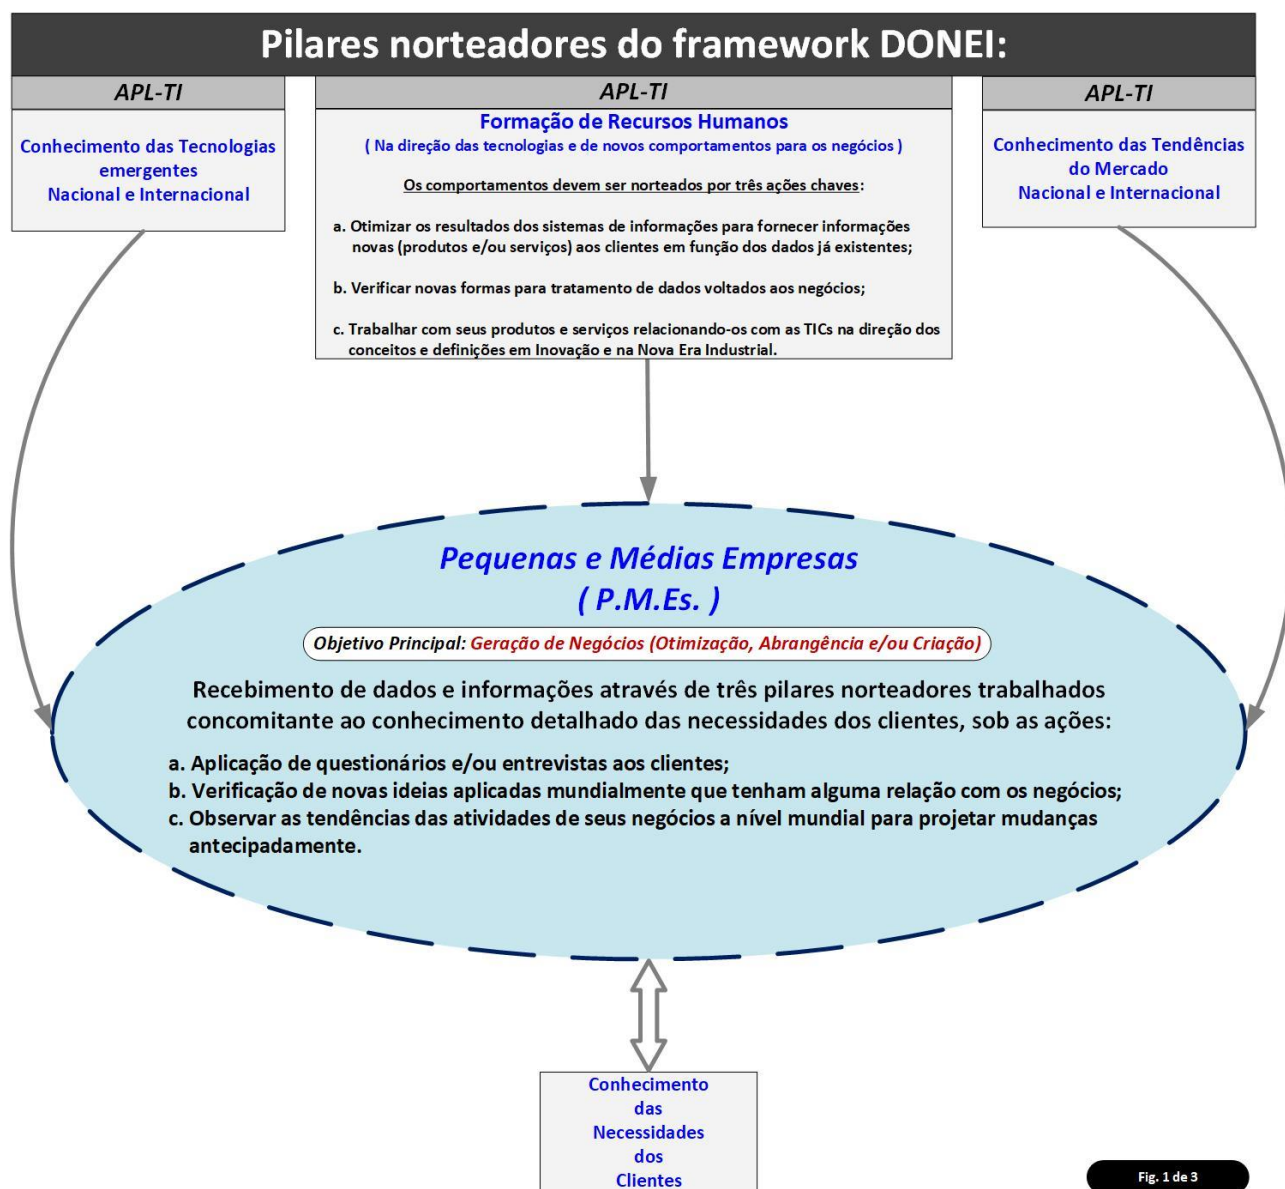 Pilares norteadores do framework DONEI:
APL-TI
Conhecimento das Tecnologias
emergentes
Nacional e Internacional
APL-TI
Formação de Recursos Humanos
( Na direção das tecnologias e de novos comportamentos para os negócios )
Os comportamentos devem ser norteados por três ações chaves:
a. Otimizar os resultados dos sistemas de informações para fornecer informações
novas (produtos e/ou serviços) aos clientes em função dos dados já existentes;
b. Verificar novas formas para tratamento de dados voltados aos negócios;
c. Trabalhar com seus produtos e serviços relacionando-os com as TICs na direção dos
conceitos e definições em Inovação e na Nova Era Industrial.
APL-TI
Conhecimento das Tendências
do Mercado
Nacional e Internacional
Pequenas e Médias Empresas
( P.M.Es. )
Objetivo Principal: Geração de Negócios (Otimização, Abrangência e/ou Criação)
Recebimento de dados e informações através de três pilares norteadores trabalhados
concomitante ao conhecimento detalhado das necessidades dos clientes, sob as ações:
a. Aplicação de questionários e/ou entrevistas aos clientes;
b. Verificação de novas ideias aplicadas mundialmente que tenham alguma relação com os negócios;
c. Observar as tendências das atividades de seus negócios a nível mundial para projetar mudanças
antecipadamente.
Conhecimento
das
Necessidades
dos
Clientes
Fig. 1 de 3